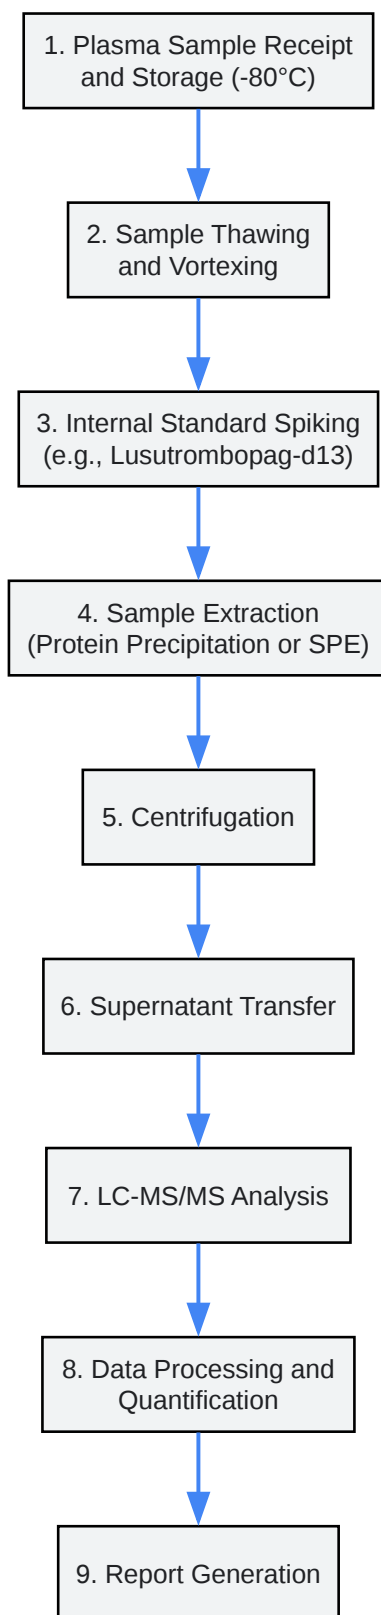 1. Plasma Sample Receipt
and Storage (-80°C)
2. Sample Thawing
and Vortexing
3. Internal Standard Spiking
(e.g., Lusutrombopag-d13)
4. Sample Extraction
(Protein Precipitation or SPE)
5. Centrifugation
6. Supernatant Transfer
7. LC-MS/MS Analysis
8. Data Processing and
Quantification
9. Report Generation